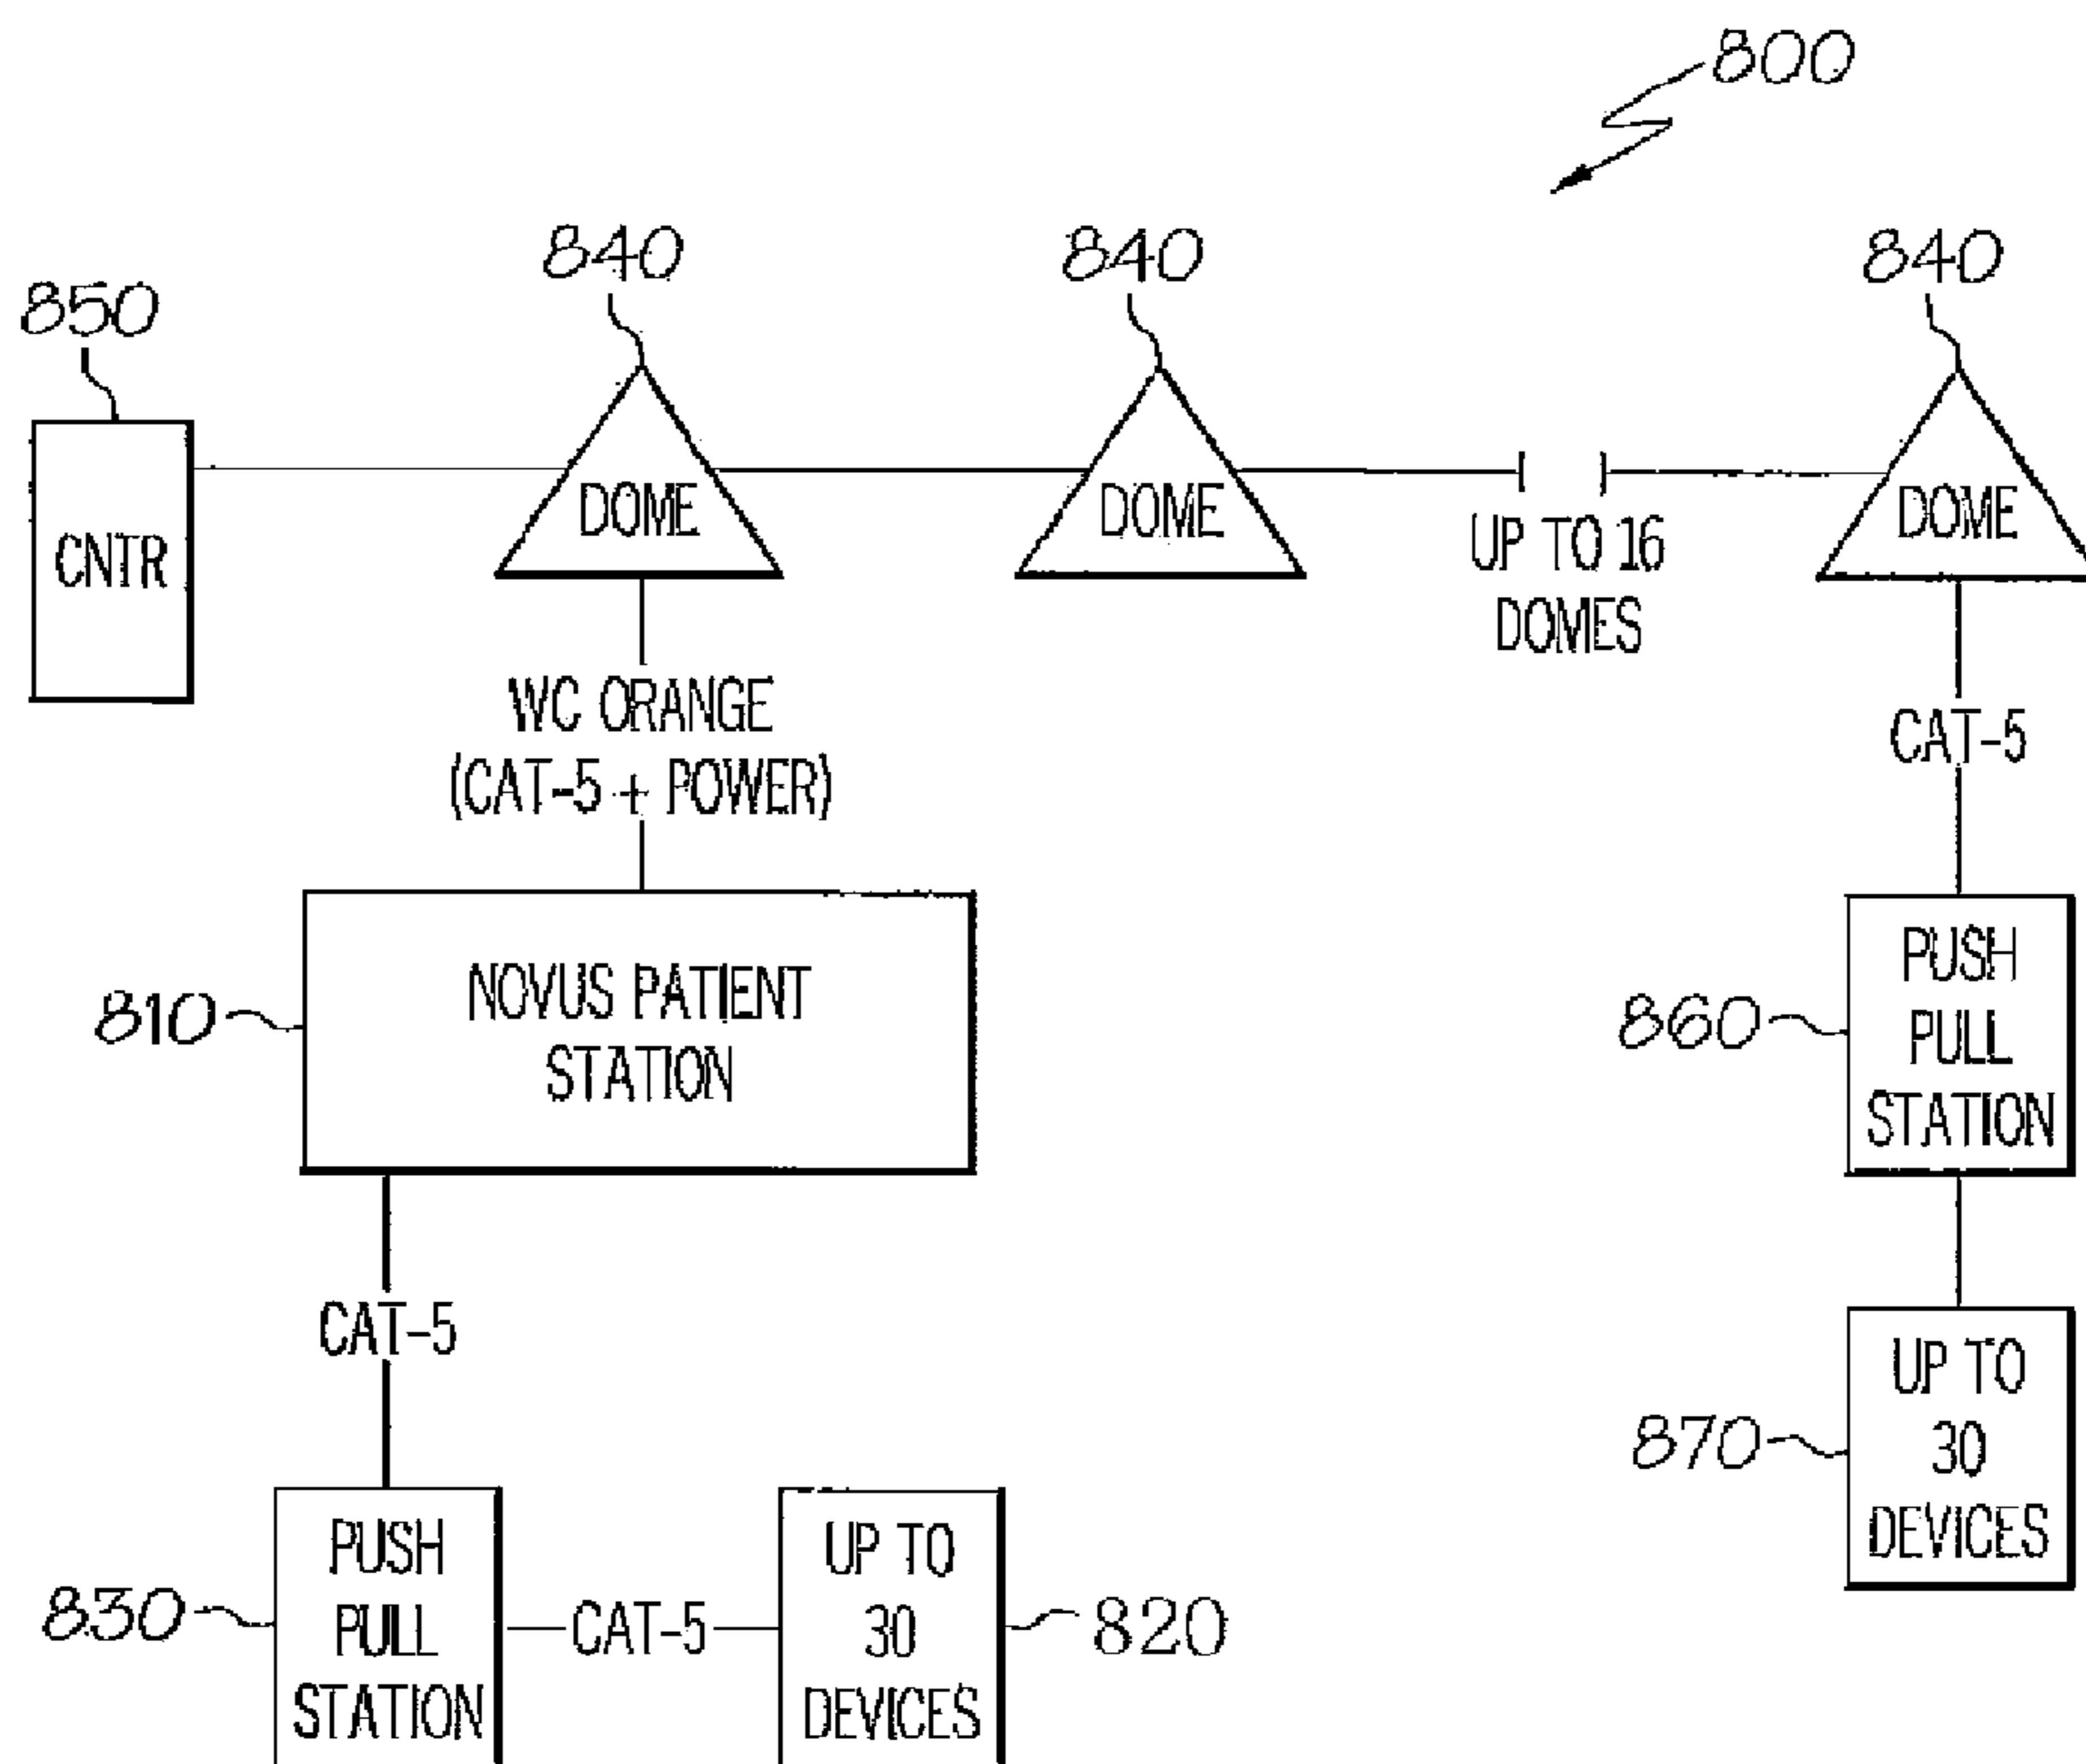 800
840
840
840
850
CNTR
DOME
DOME
UP TO 16
DOMES
DOME
WC ORANGE
(CAT-5 + POWER)
CAT-5
810
NOVUS PATIENT
STATION
860
PUSH
PULL
STATION
CAT-5
870
UP TO
30
DEVICES
830
PUSH
PULL
STATION
CAT-5
UP TO
30
DEVICES
820